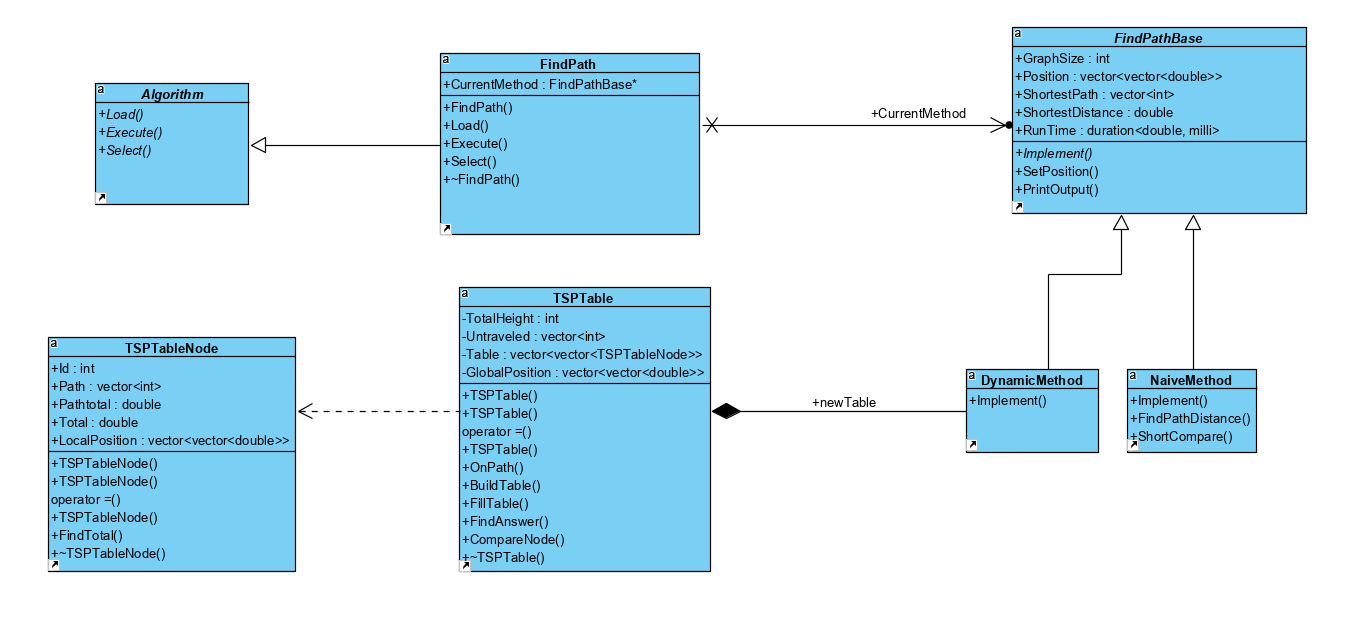 a
Algorithm
+Load()
+Execute()
+Select()
a
FindPath
+CurrentMethod : FindPathBase*
+FindPath()
+Load()
+Execute()
+Select()
+~FindPath()
+CurrentMethod
a
FindPathBase
+GraphSize : int
+Position : vector<vector<double>>
+ShortestPath : vector<int>
+ShortestDistance : double
+RunTime : duration<double, milli>
+Implement()
+SetPosition()
+PrintOutput()
a
TSPTableNode
+Id : int
+Path : vector<int>
+Pathtotal : double
+Total : double
+LocalPosition : vector<vector<double>>
+TSPTableNode()
+TSPTableNode()
operator =()
+TSPTableNode()
+FindTotal()
+~TSPTableNode()
a
TSPTable
-TotalHeight : int
-Untraveled : vector<int>
-Table : vector<vector<TSPTableNode>>
-GlobalPosition : vector<vector<double>>
+TSPTable()
+TSPTable()
operator =()
+TSPTable()
+OnPath()
+BuildTable()
+FillTable()
+FindAnswer()
+CompareNode()
+~TSPTable()
+newTable
a
DynamicMethod
+Implement()
a
NaiveMethod
+Implement()
+FindPathDistance()
+ShortCompare()